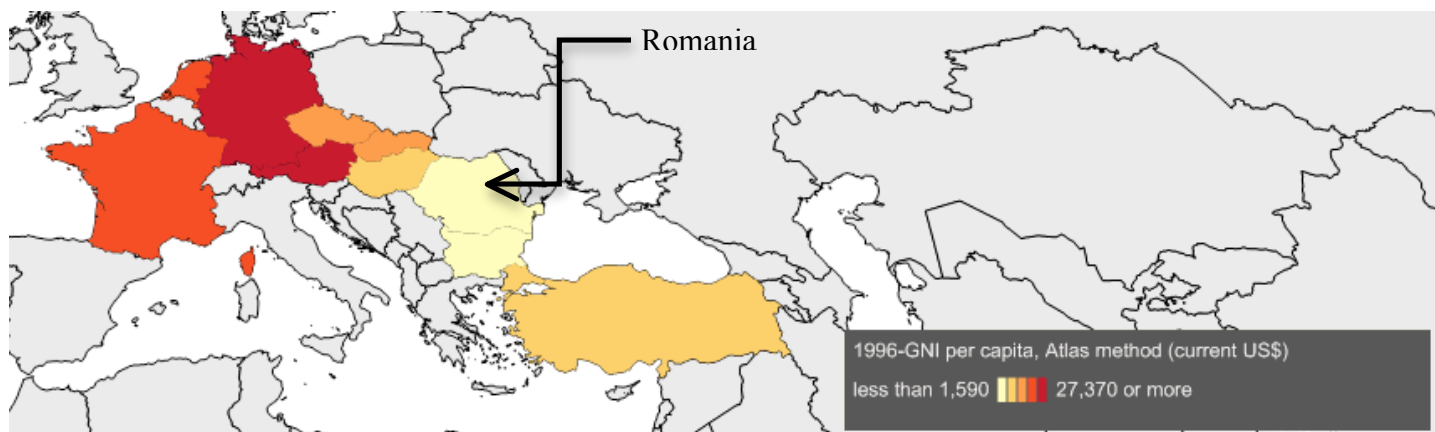 Romania
1996-GNI per capita, Atlas method (current US$)
less than 1,590 27,370 or more